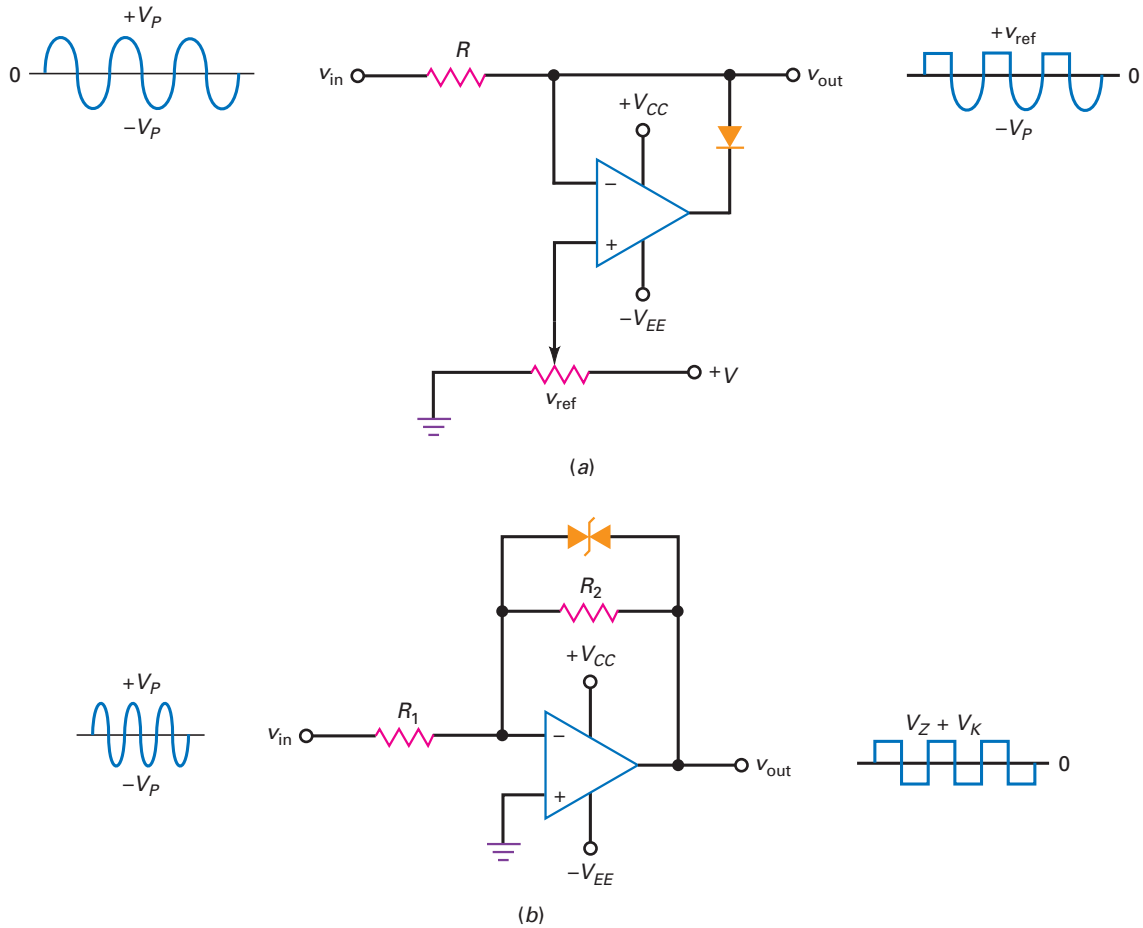 +V_P
0
−V_P
v_in
R
v_out
+V_CC
−
+
−V_EE
v_ref
+V
+v_ref
0
−V_P
(a)
R_2
+V_CC
+V_P
−V_P
v_in
R_1
−
+
v_out
−V_EE
V_Z + V_K
0
(b)